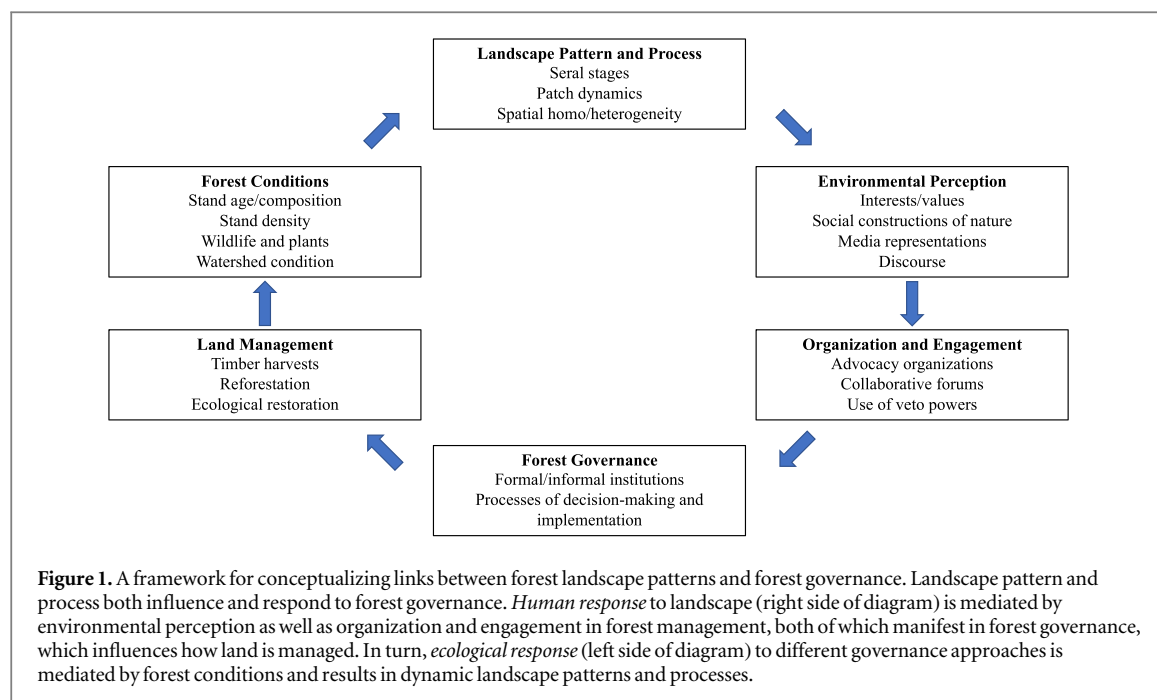 Landscape Pattern and Process
Seral stages
Patch dynamics
Spatial homo/heterogeneity
Forest Conditions
Stand age/composition
Stand density
Wildlife and plants
Watershed condition
Environmental Perception
Interests/values
Social constructions of nature
Media representations
Discourse
Land Management
Timber harvests
Reforestation
Ecological restoration
Organization and Engagement
Advocacy organizations
Collaborative forums
Use of veto powers
Forest Governance
Formal/informal institutions
Processes of decision-making and
implementation
Figure 1. A framework for conceptualizing links between forest landscape patterns and forest governance. Landscape pattern and
process both influence and respond to forest governance. Human response to landscape (right side of diagram) is mediated by
environmental perception as well as organization and engagement in forest management, both of which manifest in forest governance,
which influences how land is managed. In turn, ecological response (left side of diagram) to different governance approaches is
mediated by forest conditions and results in dynamic landscape patterns and processes.